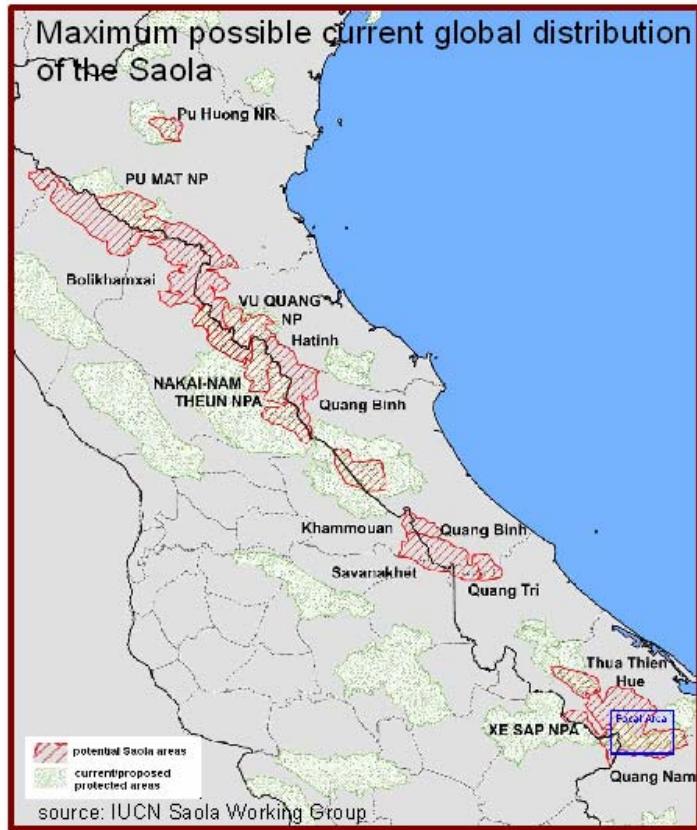 Maximum possible current global distribution
of the Saola
Pu Huong NR
PU MAT NP
Bolikhamxai
VU QUANG
NP
Hatinh
NAKAI-NAM
THEUN NPA
Quang Binh
Khammouan
Quang Binh
Savanakhet
Quang Tri
Thua Thien
Hue
Focal Area
XE SAP NPA
Quang Nam
potential Saola areas
current/proposed
protected areas
source: IUCN Saola Working Group